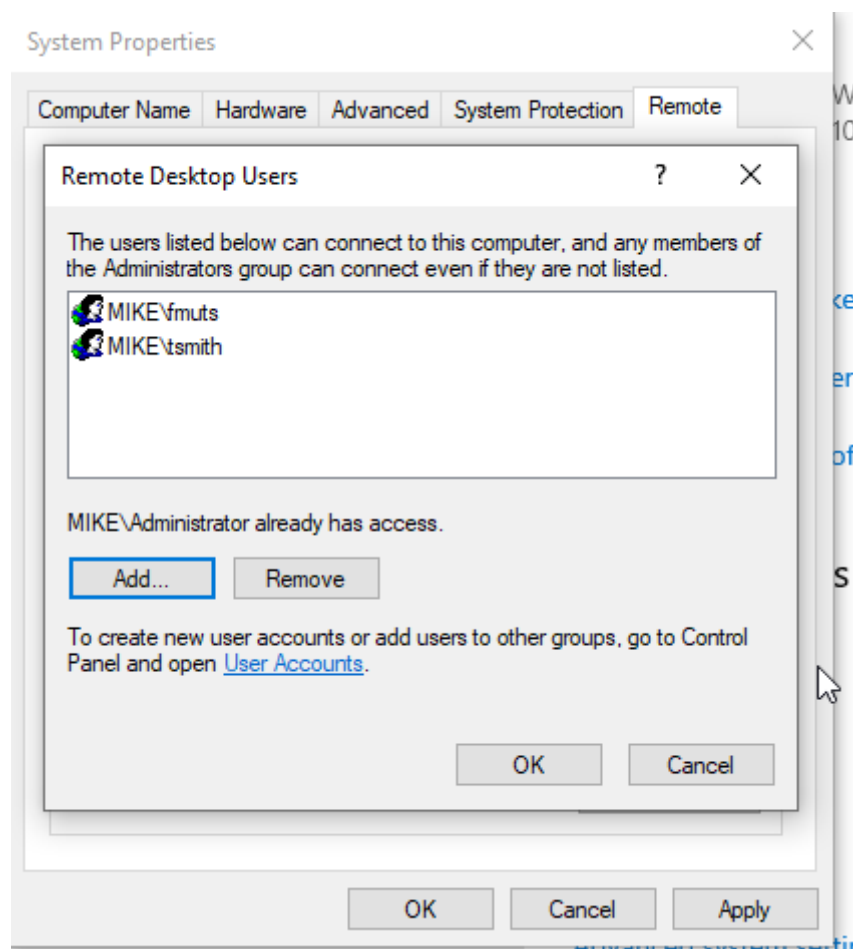 System Properties
Computer Name Hardware Advanced System Protection Remote
Remote Desktop Users ?
The users listed below can connect to this computer, and any members of
the Administrators group can connect even if they are not listed.
MIKE\fmuts
MIKE\tsmith
MIKE\Administrator already has access.
Add... Remove
To create new user accounts or add users to other groups, go to Control
Panel and open User Accounts.
OK Cancel
OK Cancel Apply